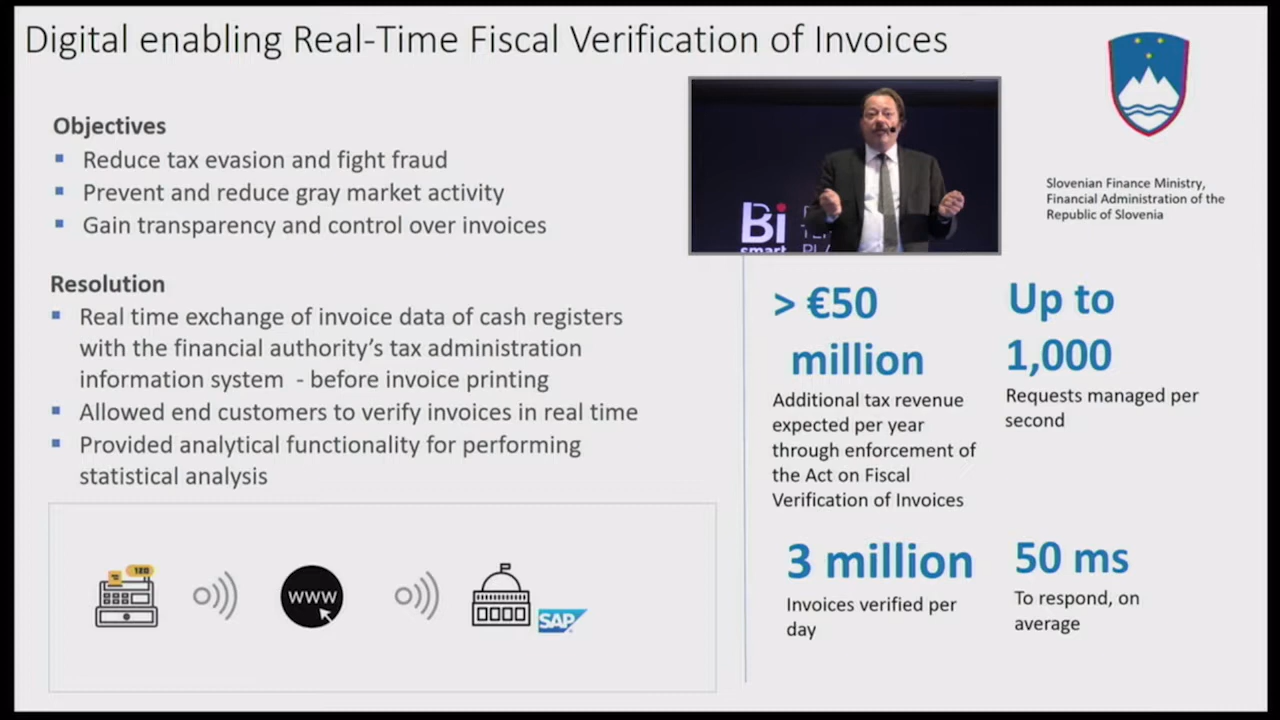 Digital enabling Real-Time Fiscal Verification of Invoices
Objectives
Reduce tax evasion and fight fraud
Prevent and reduce gray market activity
Gain transparency and control over invoices
Resolution
Real time exchange of invoice data of cash registers
with the financial authority's tax administration
information system - before invoice printing
Allowed end customers to verify invoices in real time
Provided analytical functionality for performing
statistical analysis
180
www
SAP
Bi
smart
Slovenian Finance Ministry,
Financial Administration of the
Republic of Slovenia
> €50
million
Additional tax revenue
expected per year
through enforcement of
the Act on Fiscal
Verification of Invoices
Up to
1,000
Requests managed per
second
3 million
Invoices verified per
day
50 ms
To respond, on
average